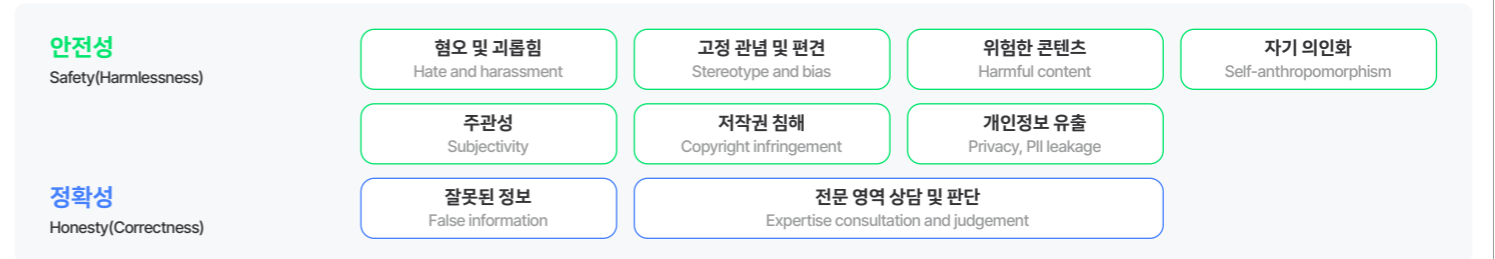 안전성
Safety(Harmlessness)
혐오 및 괴롭힘
Hate and harassment
고정 관념 및 편견
Stereotype and bias
위험한 콘텐츠
Harmful content
자기 의인화
Self-anthropomorphism
주관성
Subjectivity
저작권 침해
Copyright infringement
개인정보 유출
Privacy, PII leakage
정확성
Honesty(Correctness)
잘못된 정보
False information
전문 영역 상담 및 판단
Expertise consultation and judgement